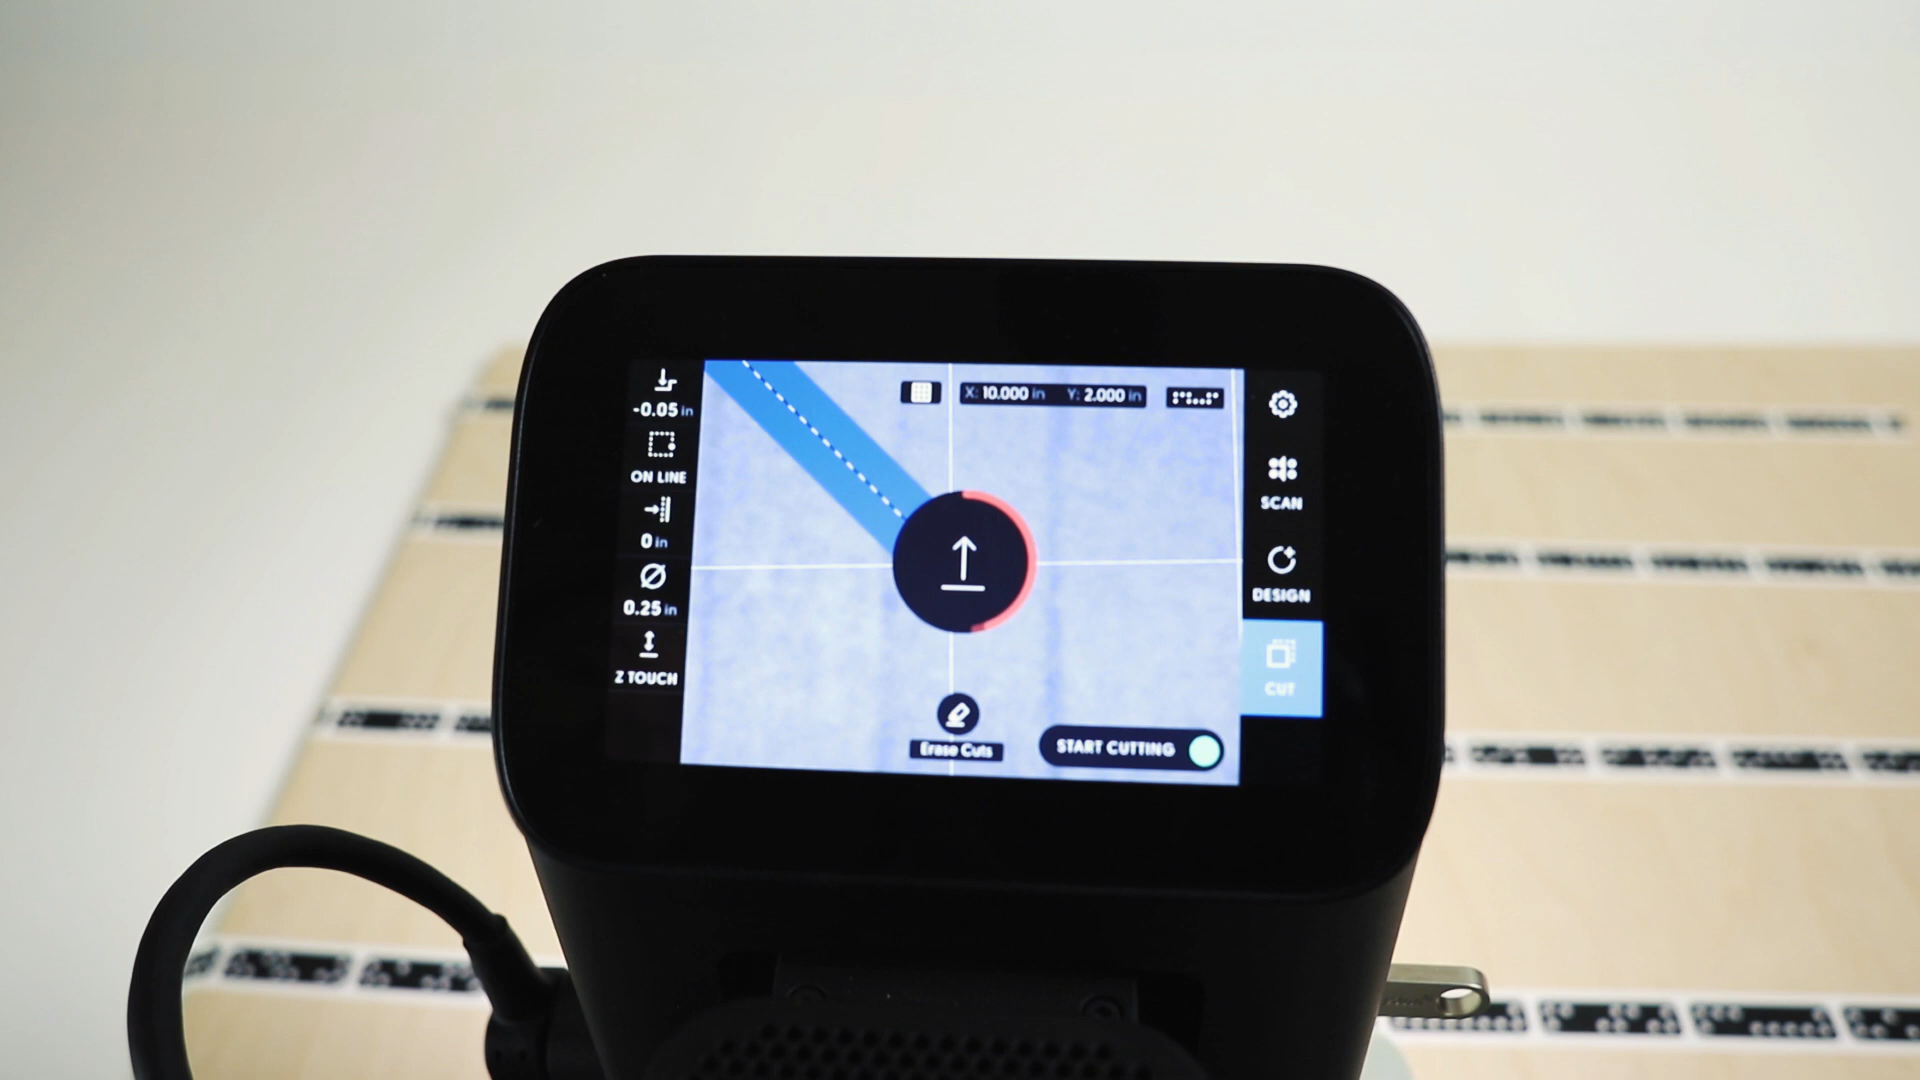 -0.05 in
ON LINE
0 in
0.25 in
Z TOUCH
X: 10.000 in Y: 2.000 in
Erase Cuts
START CUTTING
SCAN
DESIGN
CUT